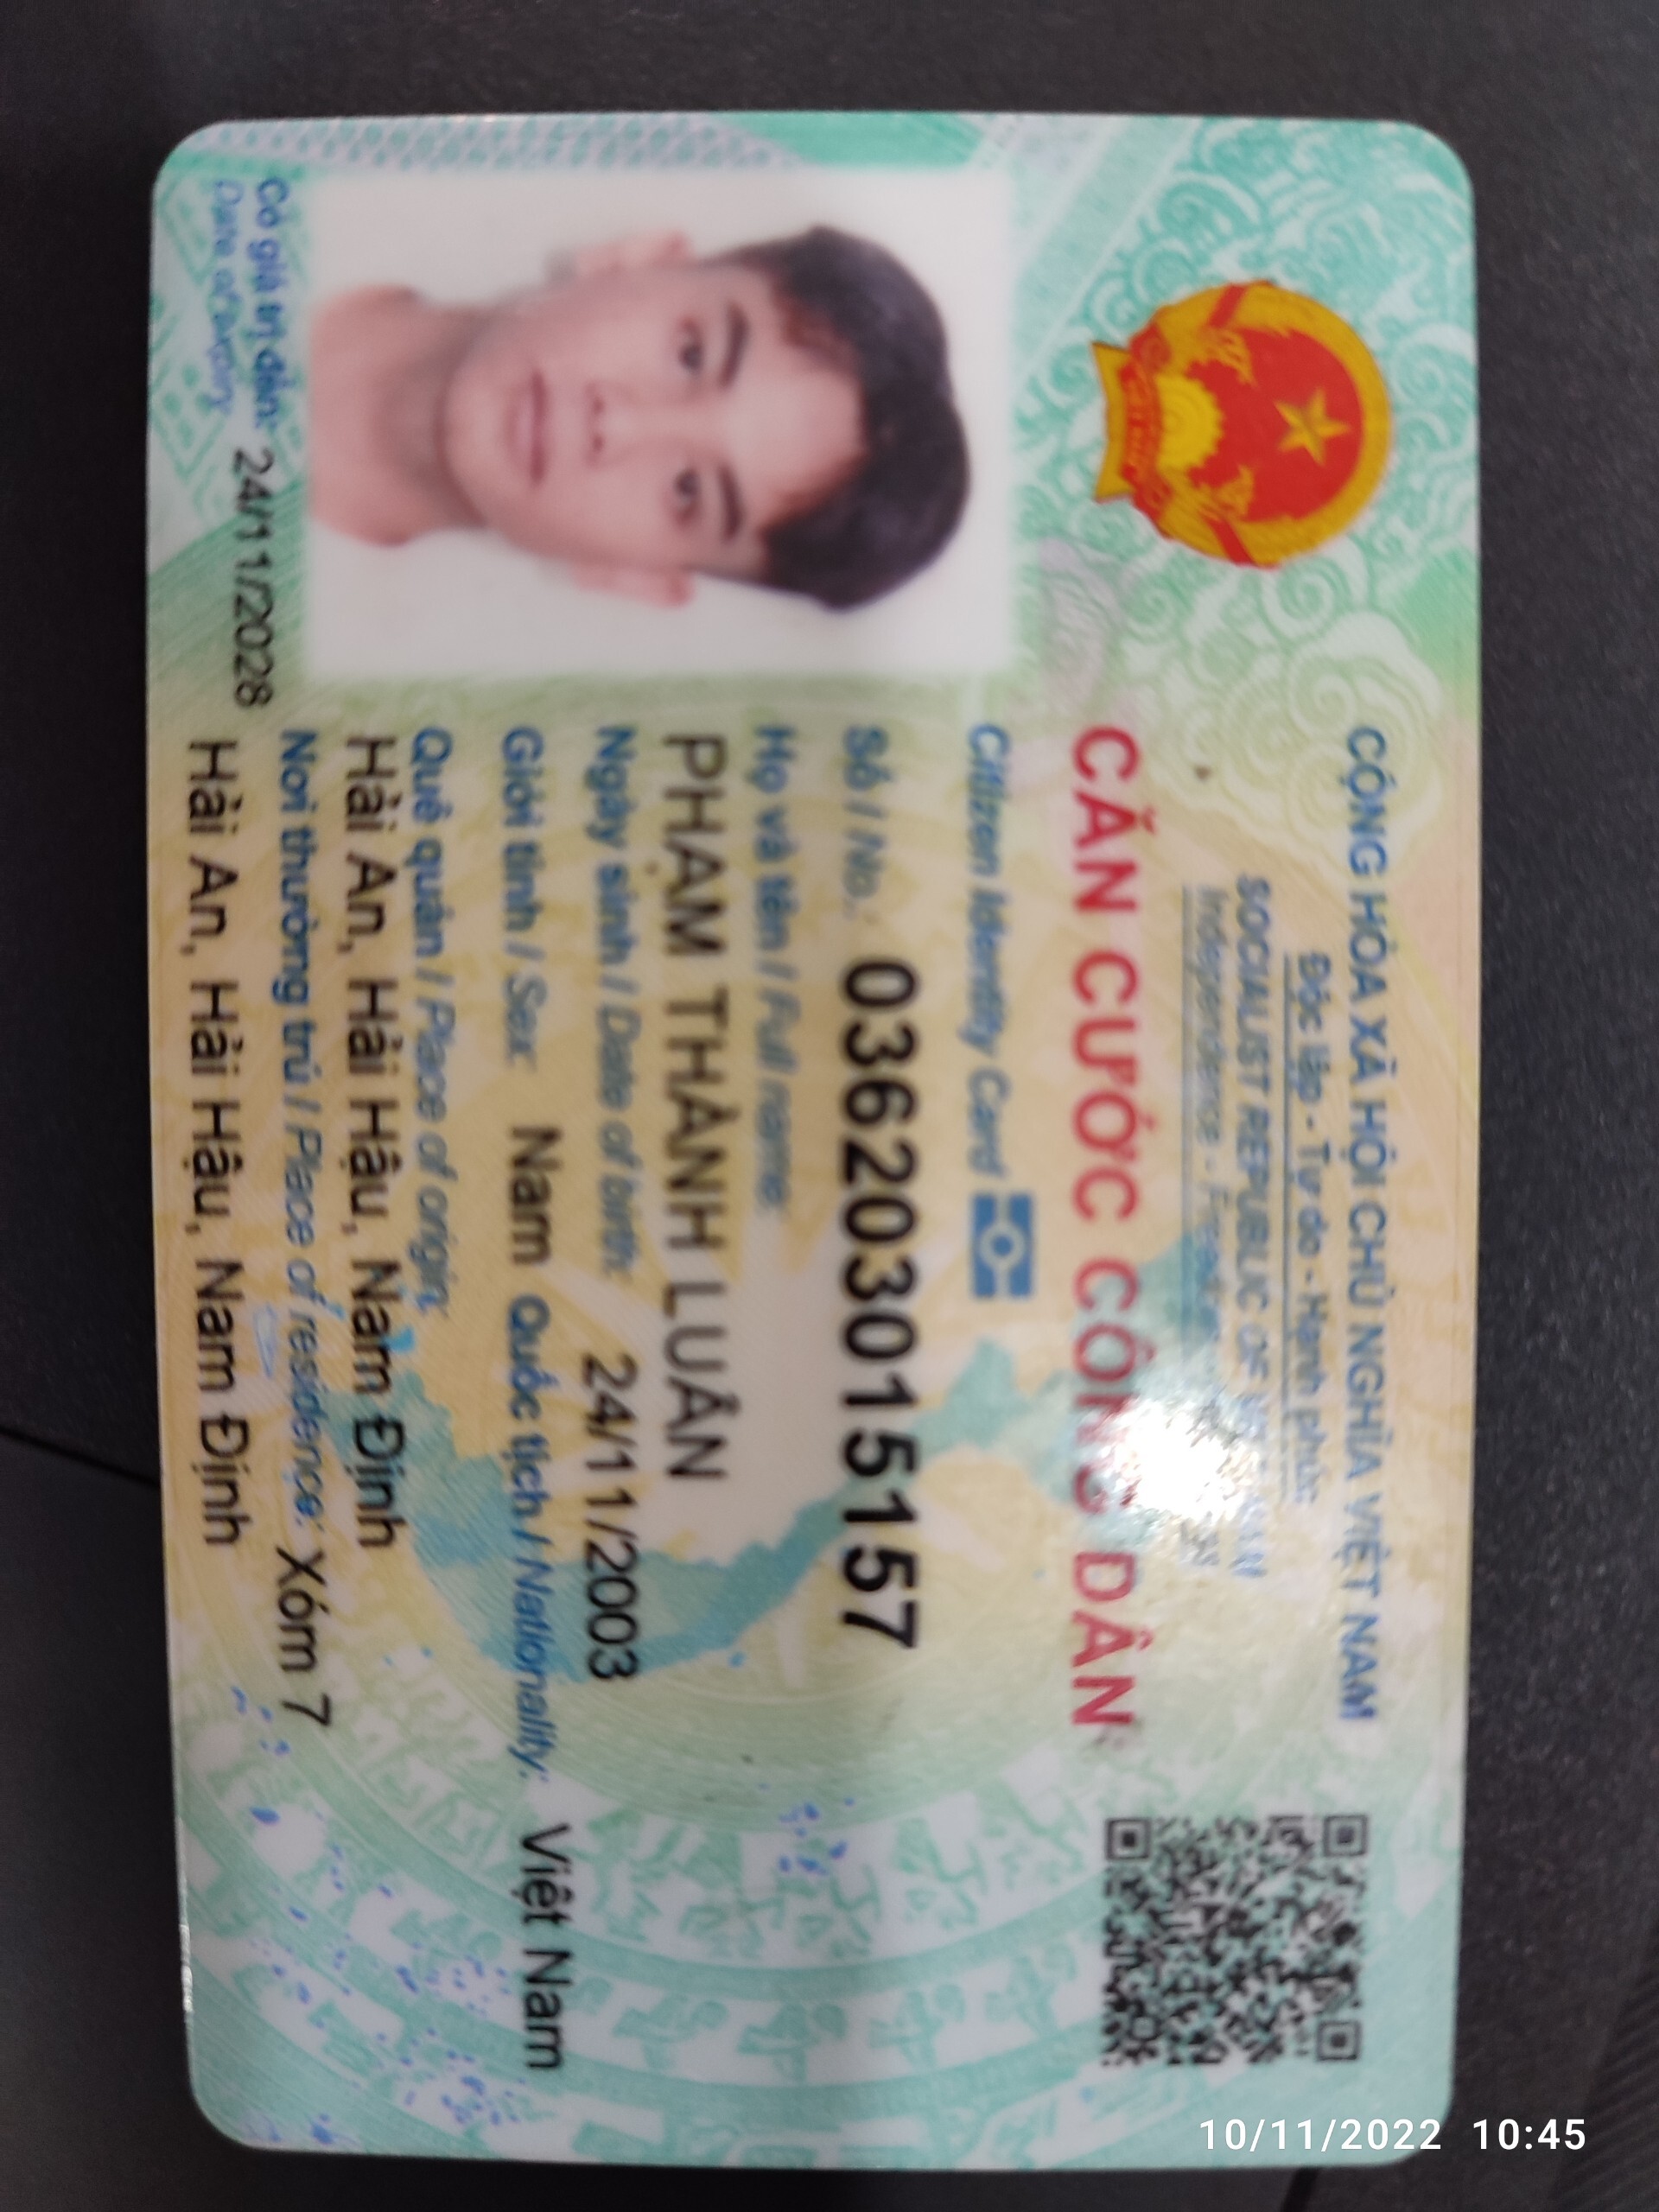 CỘNG HÒA XÃ HỘI CHỦ NGHĨA VIỆT NAM
Độc lập - Tự do - Hạnh phúc
SOCIALIST REPUBLIC OF
Independence -
CĂN CƯỚC CÔNG DÂN
Citizen Identity Card
Số / No.: 036203015157
Họ và tên / Full name:
PHẠM THÀNH LUÂN
Ngày sinh / Date of birth: 24/11/2003
Giới tính / Sex: Nam Quốc tịch / Nationality: Việt Nam
Quê quán / Place of origin:
Hải An, Hải Hậu, Nam Định
Nơi thường trú / Place of residence: Xóm 7
Hải An, Hải Hậu, Nam Định
Có giá trị đến: 24/11/2028
Date of expiry
10/11/2022 10:45